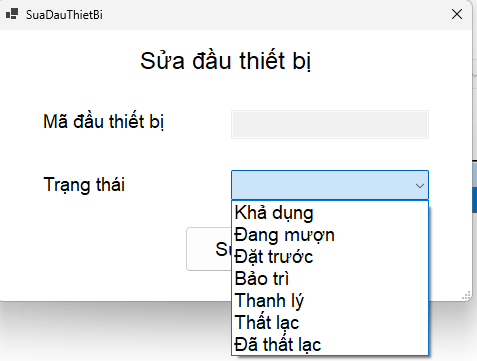 SuaDauThietBi
Sửa đầu thiết bị
Mã đầu thiết bị
Trạng thái
Khả dụng
Đang mượn
Đặt trước
Bảo trì
Thanh lý
Thất lạc
Đã thất lạc